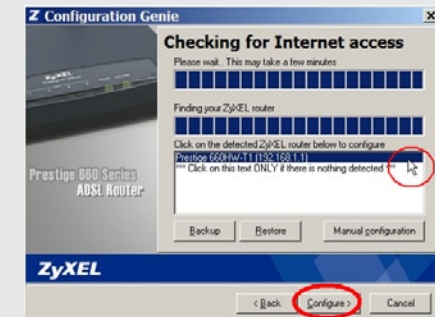 Z Configuration Genie
Checking for Internet access
Please wait.. This may take a few minutes
Finding your ZyXEL router
Click on the detected ZyXEL router below to configure
Prestige 660HW-T1 (192.168.1.1)
*** Click on this text ONLY if there is nothing detected ***
ZyXEL
Prestige 660 Series
ADSL Router
Backup
Restore
Manual configuration
ZyXEL
< Back
Configure >
Cancel